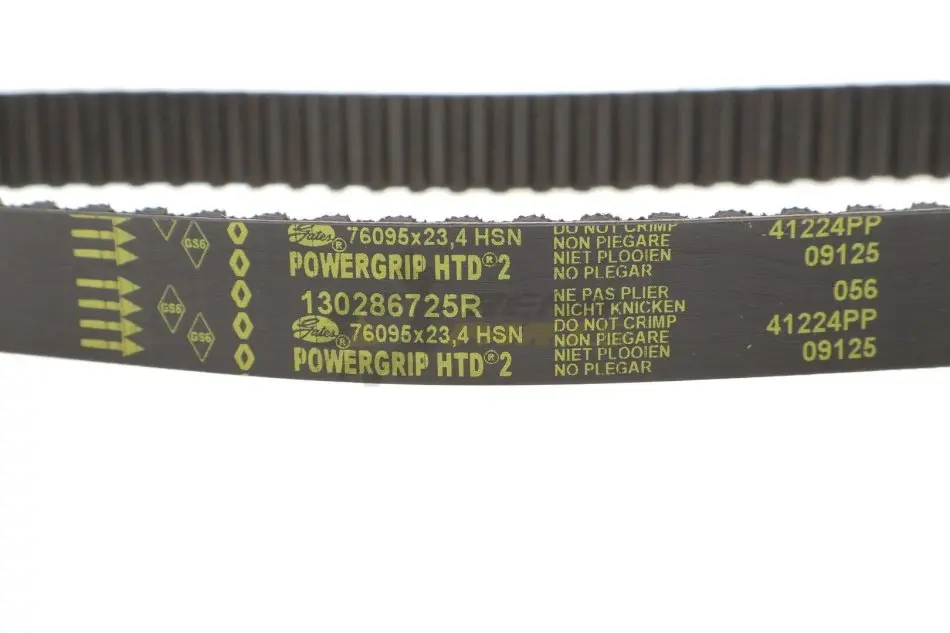 Gates® 76095x23,4 HSN
POWERGRIP HTD®2
130286725R
Gates® 76095x23,4 HSN
POWERGRIP HTD®2
GS6
GS6
GS6
DO NOT CRIMP
NON PIEGARE
NIET PLOOIEN
NO PLEGAR
NE PAS PLIER
NICHT KNICKEN
DO NOT CRIMP
NON PIEGARE
NIET PLOOIEN
NO PLEGAR
41224PP
09125
056
41224PP
09125